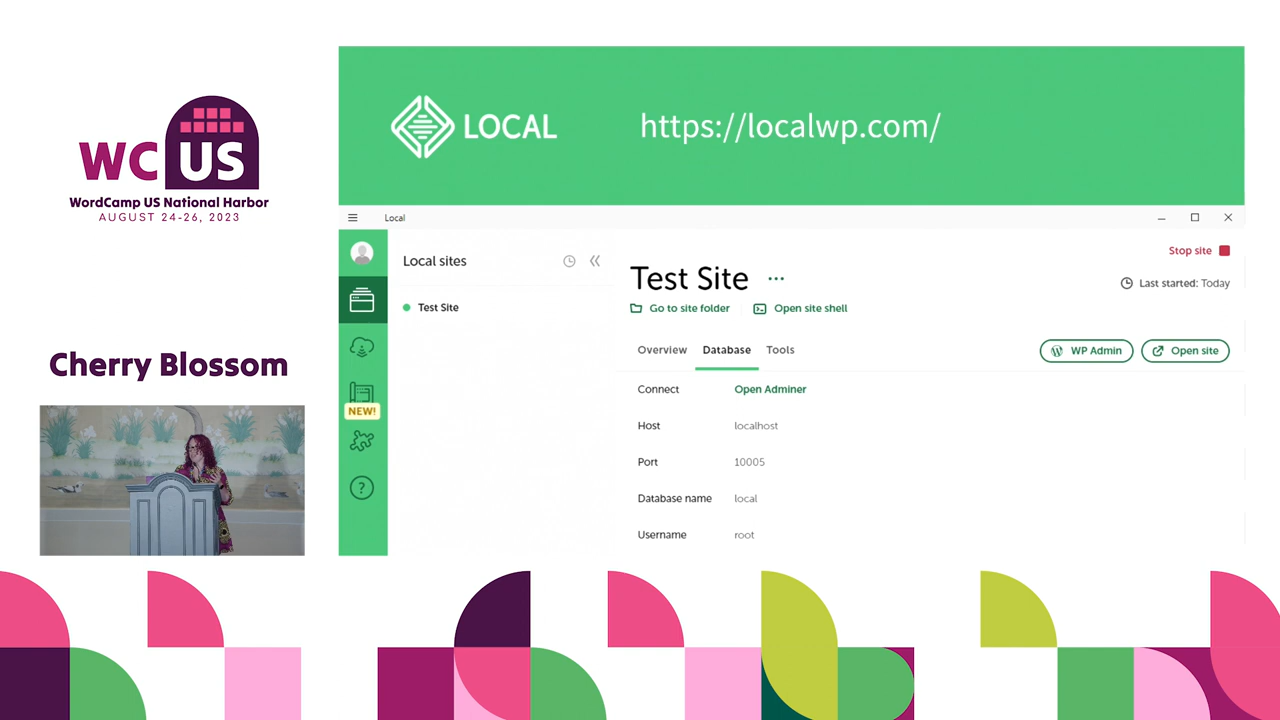 WC US
WordCamp US National Harbor
AUGUST 24-26, 2023
Cherry Blossom
LOCAL
https://localwp.com/
Local
Local sites
Test Site
NEW!
?
Stop site
Test Site ...
Last started: Today
Go to site folder
Open site shell
Overview
Database
Tools
WP Admin
Open site
Connect
Open Adminer
Host
localhost
Port
10005
Database name
local
Username
root